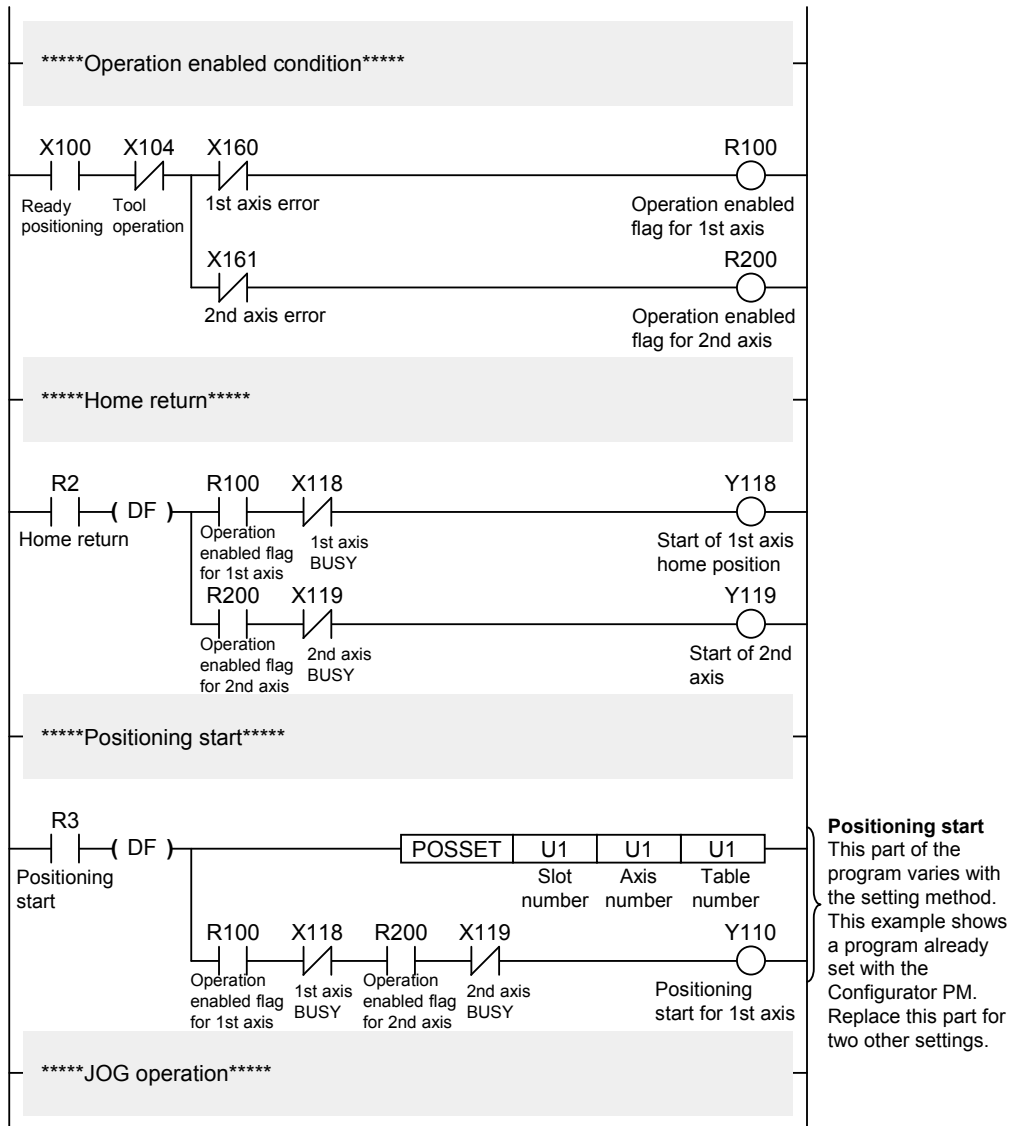 *****Operation enabled condition*****
X100 X104 X160 R100
Ready positioning Tool operation 1st axis error Operation enabled flag for 1st axis
X161 R200
2nd axis error Operation enabled flag for 2nd axis
*****Home return*****
R2 ( DF ) R100 X118 Y118
Home return Operation enabled flag for 1st axis 1st axis BUSY Start of 1st axis home position
R200 X119 Y119
Operation enabled flag for 2nd axis 2nd axis BUSY Start of 2nd axis
*****Positioning start*****
R3 ( DF ) POSSET U1 U1 U1
Positioning start Slot number Axis number Table number
R100 X118 R200 X119 Y110
Operation enabled flag for 1st axis 1st axis BUSY Operation enabled flag for 2nd axis 2nd axis BUSY Positioning start for 1st axis
Positioning start
This part of the
program varies with
the setting method.
This example shows
a program already
set with the
Configurator PM.
Replace this part for
two other settings.
*****JOG operation*****